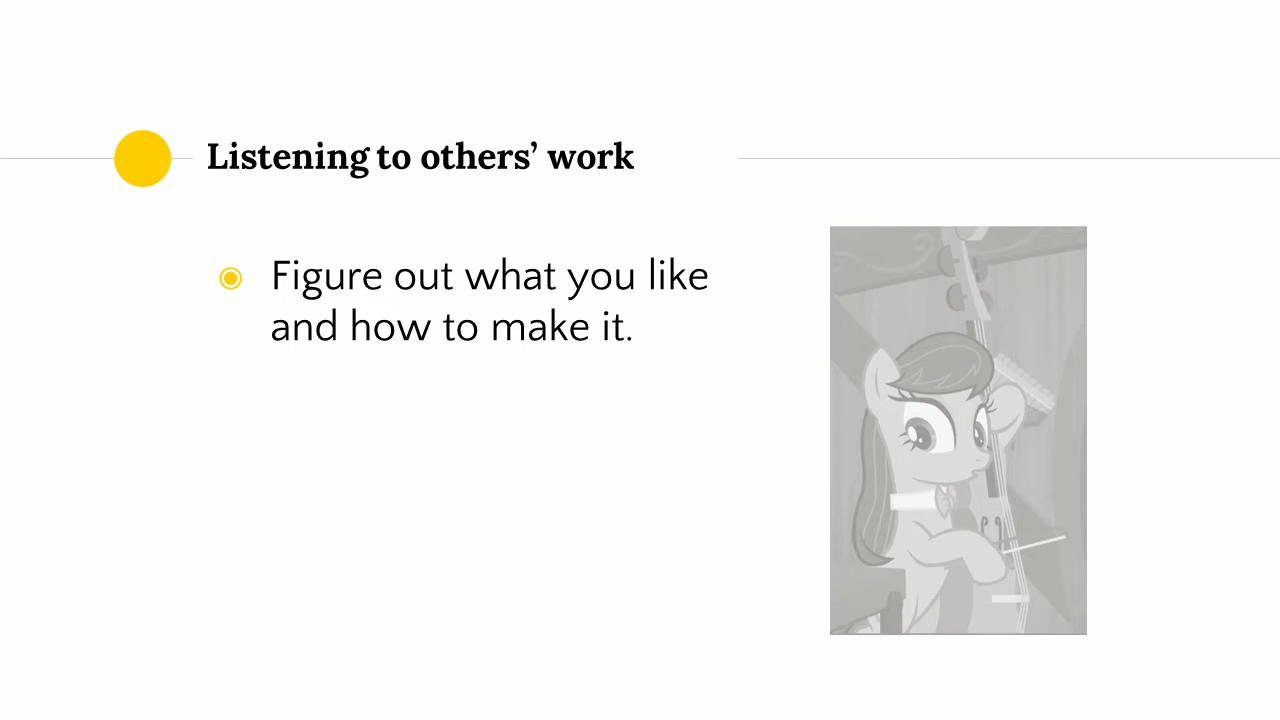 Listening to others’ work
Figure out what you like
and how to make it.